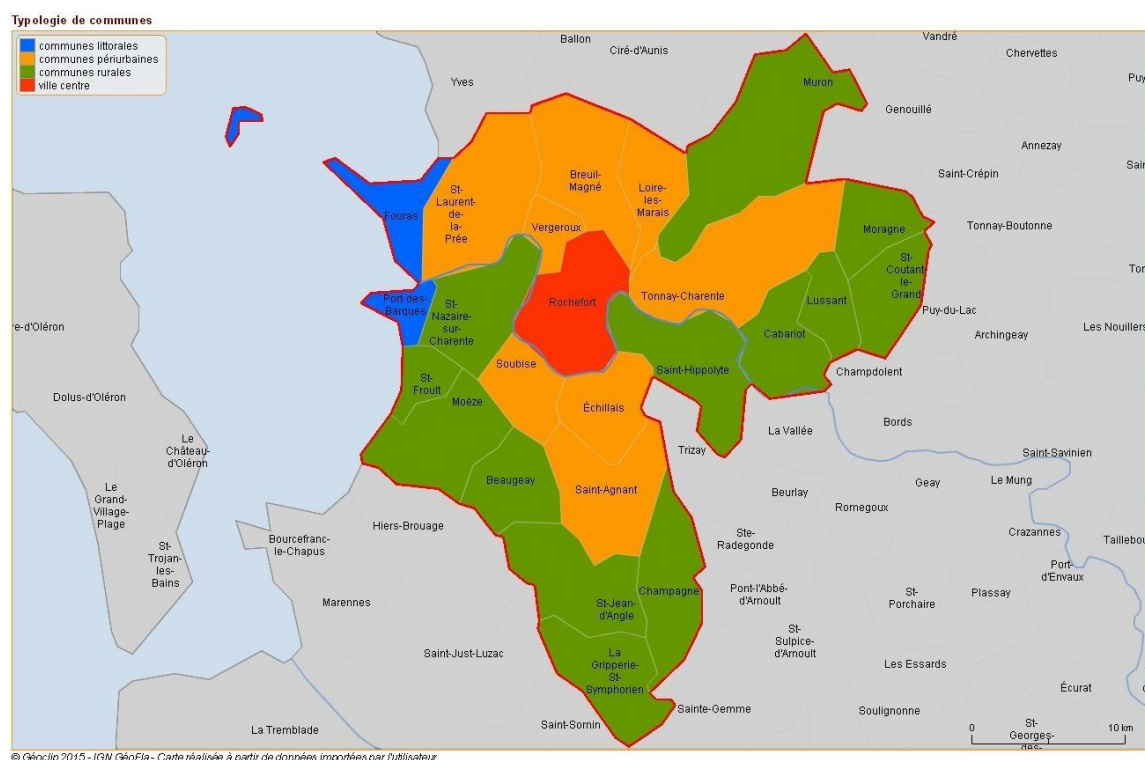 Typologie de communes
communes littorales
communes périurbaines
communes rurales
ville centre
Ballon
Ciré-d'Aunis
Vandré
Chervettes
Yves
Muron
Puy
Genouillé
Annezay
Saint-Crépin
Sain
Breuil-
Magné
Loire-
les-
Marais
St-
Laurent-
de-
la-
Prée
Fouras
Vergeroux
Moragne
Tonnay-Boutonne
St-
Coutant-
le-
Grand
Ton
Port-des-
Barques
St-
Nazaire-
sur-
Charente
Rochefort
Tonnay-Charente
Lussant
Puy-du-Lac
re-d'Oléron
Cabariot
Archingeay
Les Nouillers
Soubise
Saint-Hippolyte
Champdolent
St-
Froult
Moëze
Échillais
Dolus-d'Oléron
Bords
La Vallée
Le
Château-
d'Oléron
Trizay
Saint-Savinien
Le
Grand-
Village-
Plage
Beaugeay
Saint-Agnant
Beurlay
Geay
Le Mung
Romegoux
Hiers-Brouage
Bourcefranc-
le-Chapus
Ste-
Radegonde
Crazannes
Taillebou
St-
Trojan-
les-
Bains
Port-
d'Envaux
Marennes
St-Jean-
d'Angle
Champagne
Pont-l'Abbé-
d'Arnoult
St-
Porchaire
Plassay
St-
Sulpice-
d'Arnoult
Saint-Just-Luzac
La
Gripperie-
St-
Symphorien
Les Essards
Écurat
Sainte-Gemme
Soulignonne
La Tremblade
Saint-Sornin
St-
Georges-
des-
0 10 km
© Géoclip 2015 - IGN GéoFla - Carte réalisée à partir de données importées par l'utilisateur